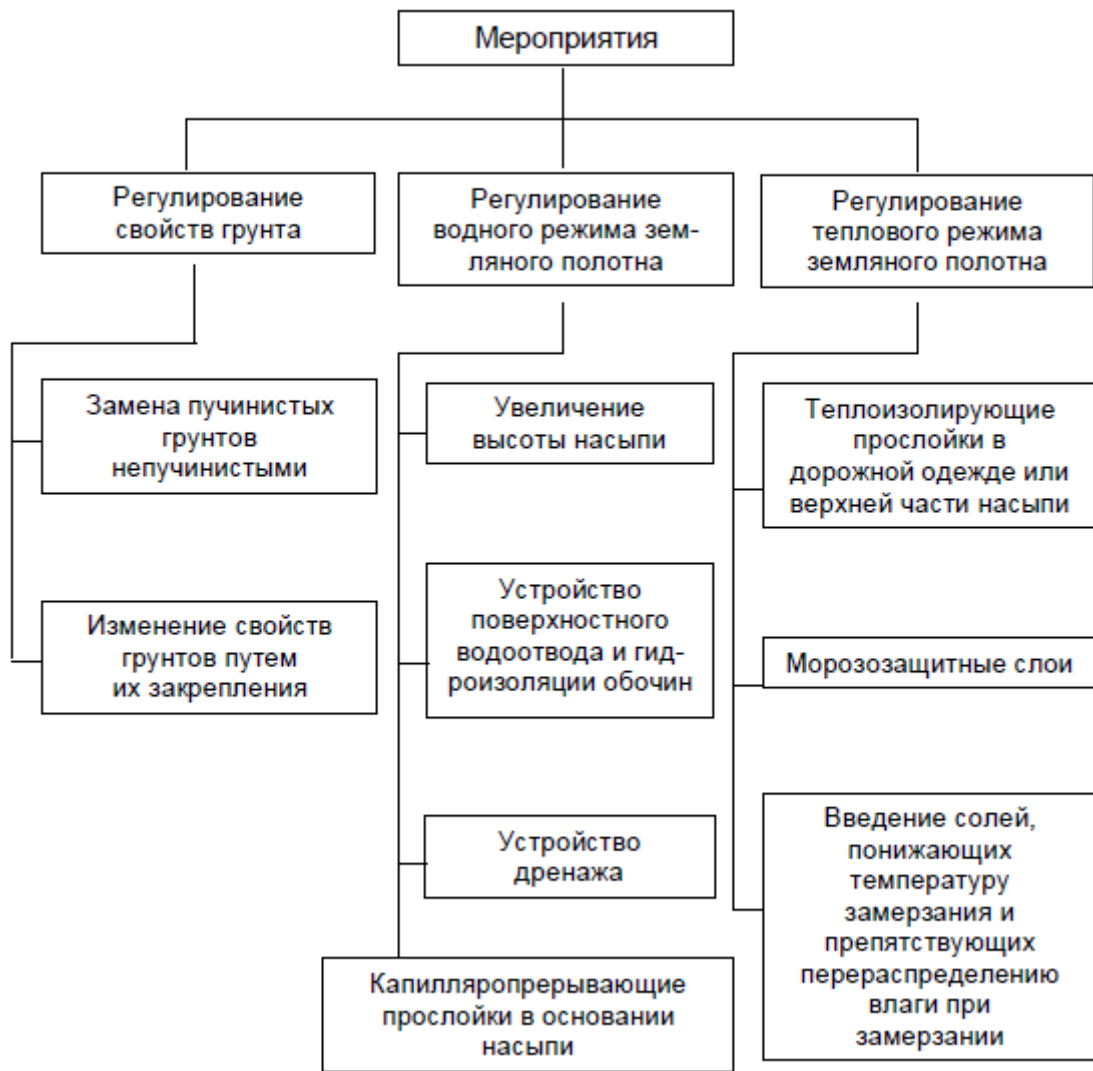 Мероприятия
Регулирование
свойств грунта
Регулирование
водного режима зем-
ляного полотна
Регулирование
теплового режима
земляного полотна
Замена пучинистых
грунтов
непучинистыми
Изменение свойств
грунтов путем
их закрепления
Увеличение
высоты насыпи
Устройство
поверхностного
водоотвода и гид-
роизоляции обочин
Устройство
дренажа
Капилляропрерывающие
прослойки в основании
насыпи
Теплоизолирующие
прослойки в
дорожной одежде или
верхней части насыпи
Морозозащитные слои
Введение солей,
понижающих
температуру
замерзания и
препятствующих
перераспределению
влаги при
замерзании